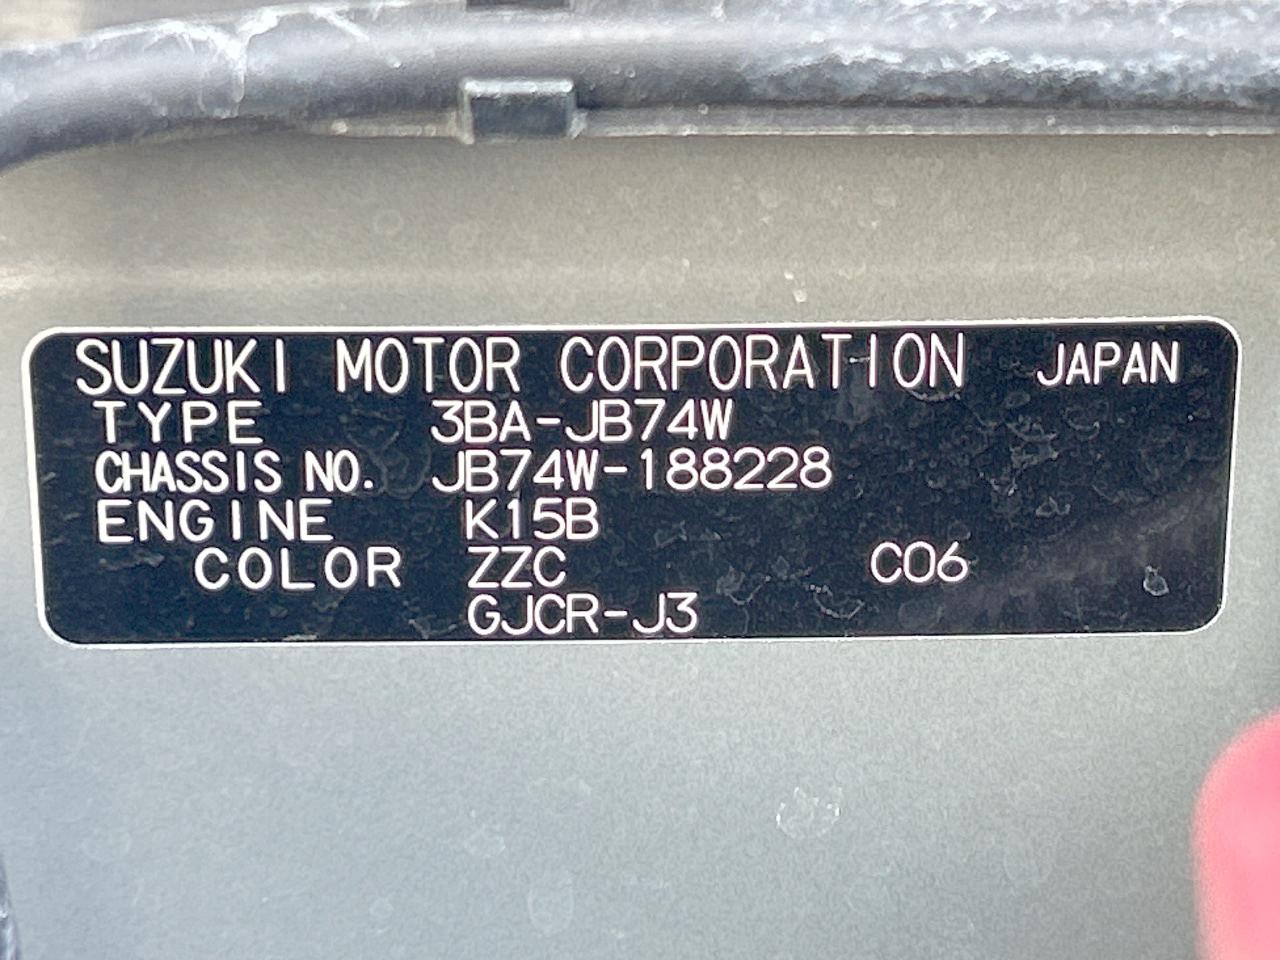 SUZUKI MOTOR CORPORATION JAPAN
TYPE 3BA-JB74W
CHASSIS NO. JB74W-188228
ENGINE K15B
COLOR ZZC C06
GJCR-J3